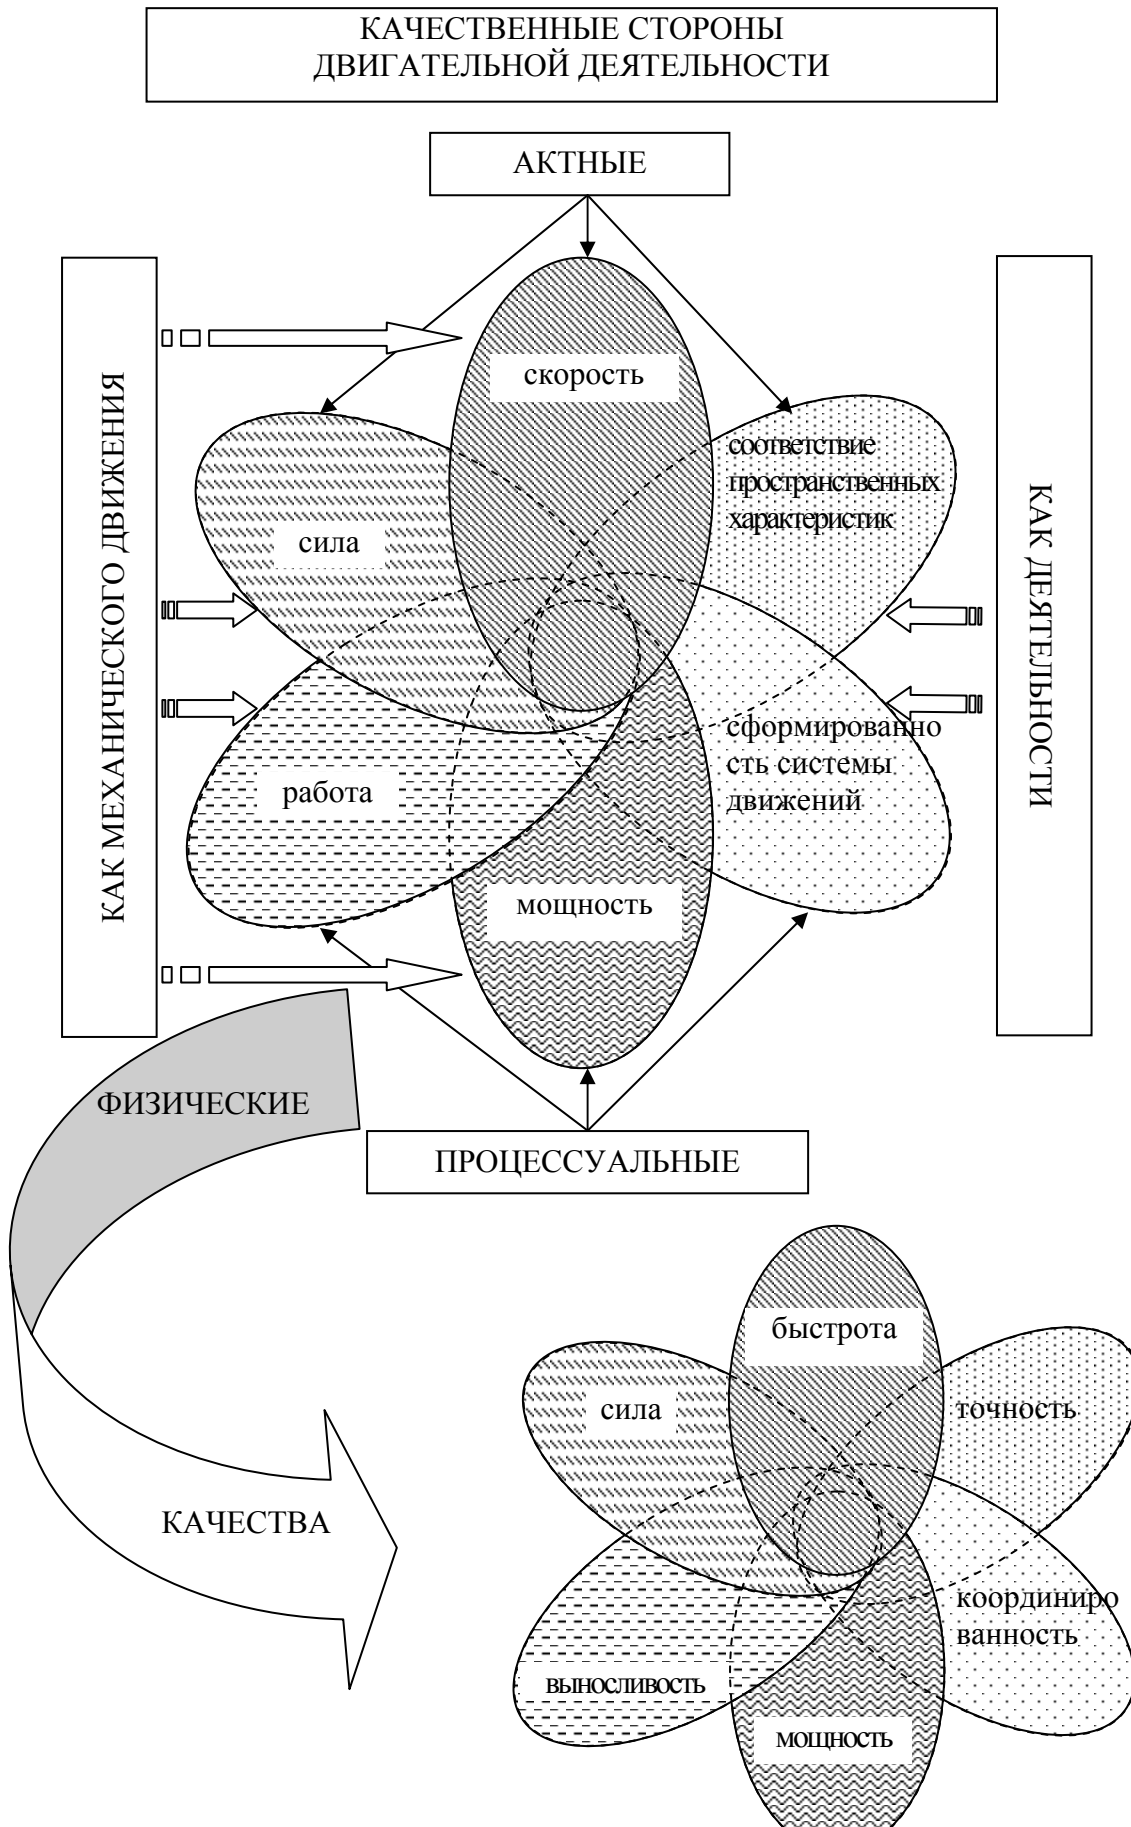 КАЧЕСТВЕННЫЕ СТОРОНЫ
ДВИГАТЕЛЬНОЙ ДЕЯТЕЛЬНОСТИ
АКТНЫЕ
КАК МЕХАНИЧЕСКОГО ДВИЖЕНИЯ
скорость
соответствие
пространственных
характеристик
сила
КАК ДЕЯТЕЛЬНОСТИ
работа
сформированно
сть системы
движений
мощность
ФИЗИЧЕСКИЕ
ПРОЦЕССУАЛЬНЫЕ
быстрота
сила
точность
КАЧЕСТВА
координиро
ванность
выносливость
мощность